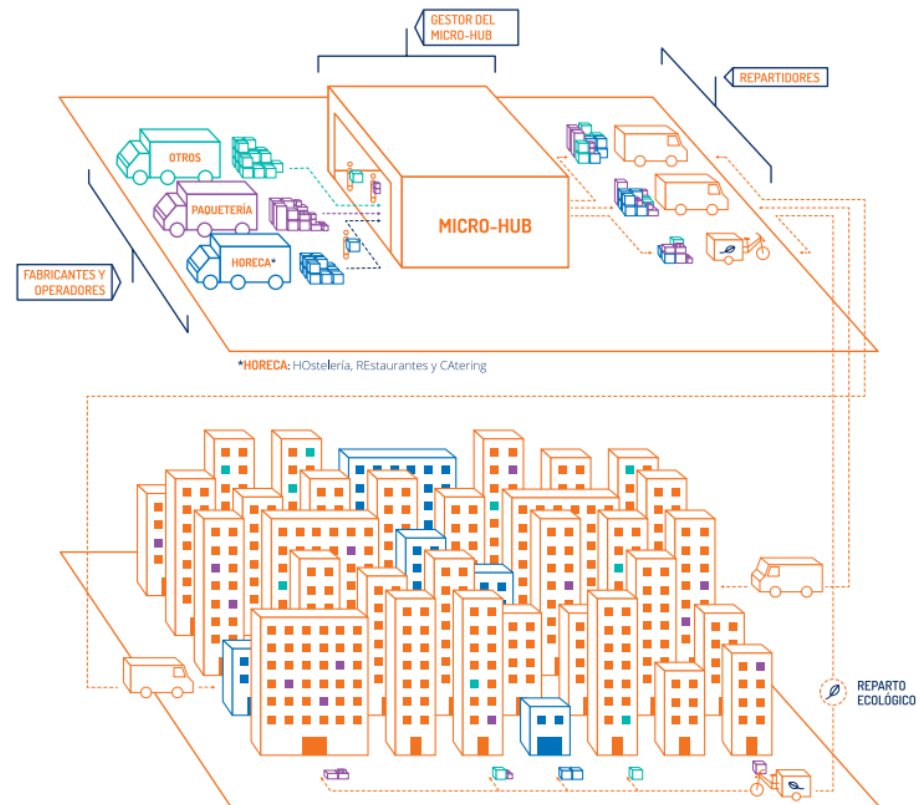 GESTOR DEL
MICRO-HUB
REPARTIDORES
OTROS
PAQUETERÍA
HORECA*
MICRO-HUB
FABRICANTES Y
OPERADORES
*HORECA: HOstelería, REstaurantes y CAtering
REPARTO
ECOLÓGICO